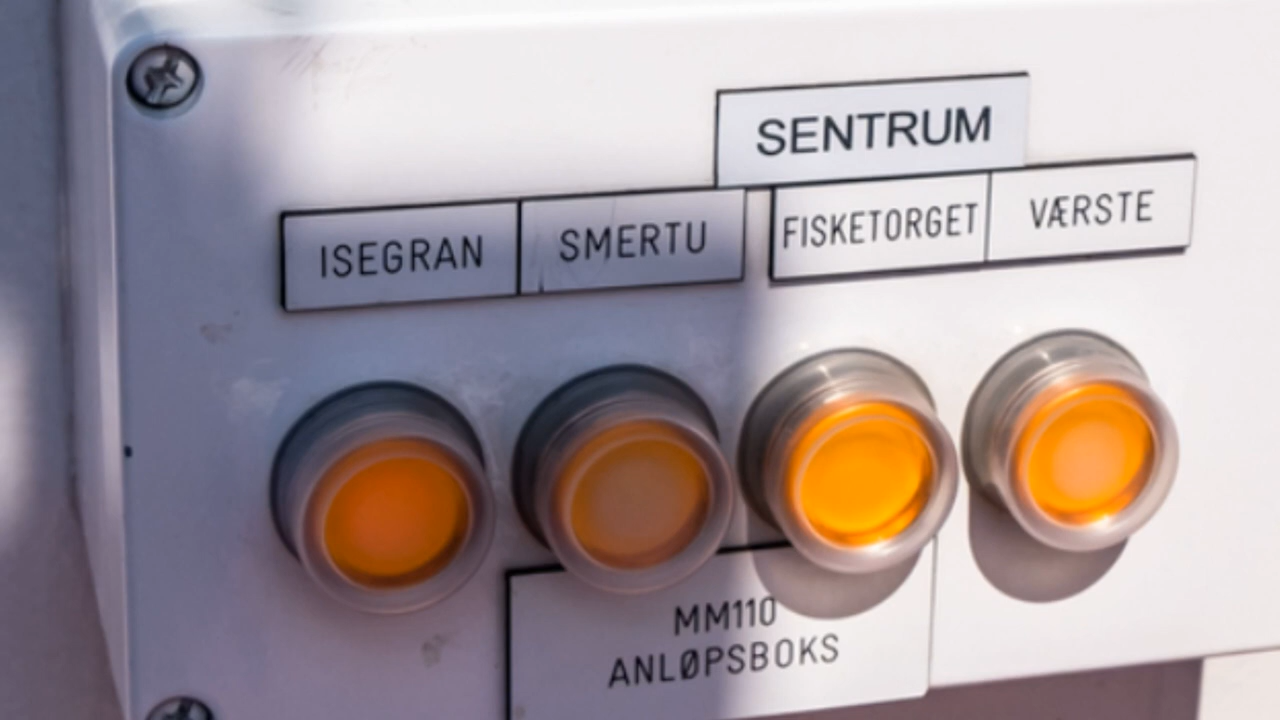 SENTRUM
ISEGRAN SMERTU FISKETORGET VÆRSTE
MM110
ANLØPSBOKS